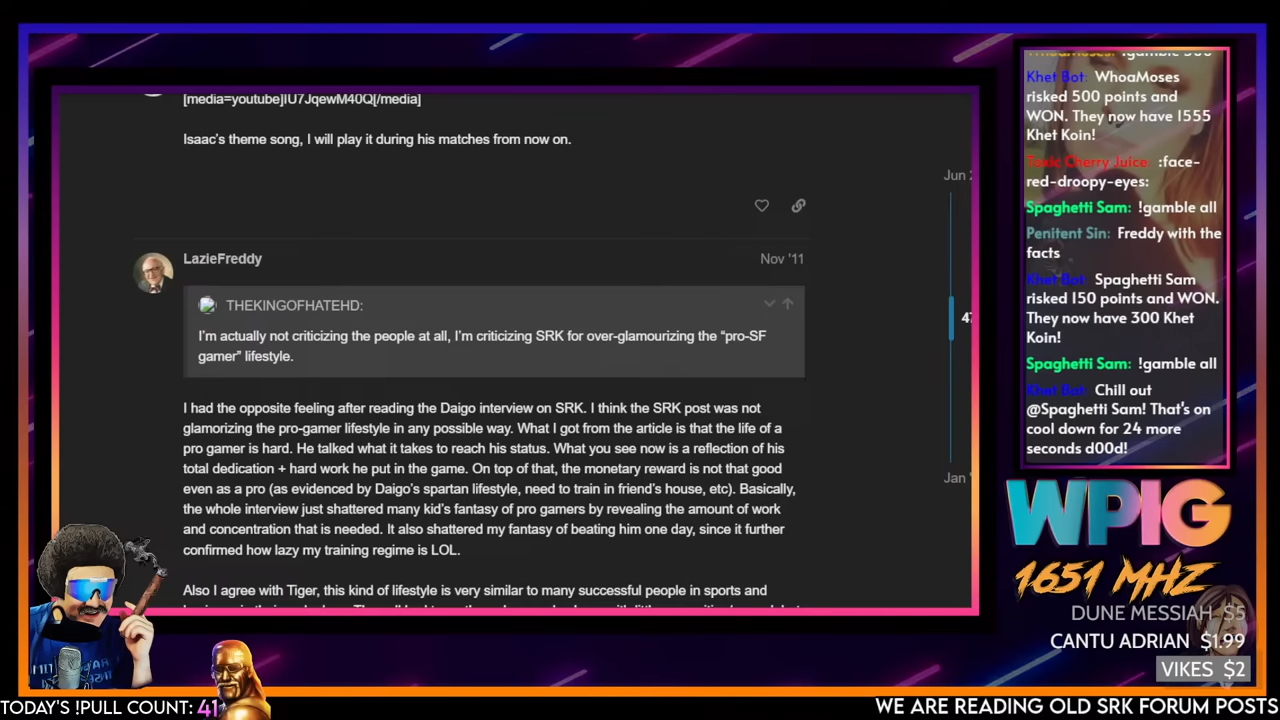 [media=youtube]IU7JqewM40Q[/media]
Isaac's theme song, I will play it during his matches from now on.
Jun 2
LazieFreddy
Nov '11
THEKINGOFHATEHD:
I'm actually not criticizing the people at all, I'm criticizing SRK for over-glamourizing the “pro-SF
gamer” lifestyle.
47
I had the opposite feeling after reading the Daigo interview on SRK. I think the SRK post was not
glamorizing the pro-gamer lifestyle in any possible way. What I got from the article is that the life of a
pro gamer is hard. He talked what it takes to reach his status. What you see now is a reflection of his
total dedication + hard work he put in the game. On top of that, the monetary reward is not that good
even as a pro (as evidenced by Daigo's spartan lifestyle, need to train in friend's house, etc). Basically,
the whole interview just shattered many kid's fantasy of pro gamers by revealing the amount of work
and concentration that is needed. It also shattered my fantasy of beating him one day, since it further
confirmed how lazy my training regime is LOL.
Jan '
Also I agree with Tiger, this kind of lifestyle is very similar to many successful people in sports and
WhoaMoses: !gamble 500
Khet Bot: WhoaMoses
risked 500 points and
WON. They now have 1555
Khet Koin!
Toxic Cherry Juice: :face-
red-droopy-eyes:
Spaghetti Sam: !gamble all
Penitent Sin: Freddy with the
facts
Khet Bot: Spaghetti Sam
risked 150 points and WON.
They now have 300 Khet
Koin!
Spaghetti Sam: !gamble all
Khet Bot: Chill out
@Spaghetti Sam! That's on
cool down for 24 more
seconds d00d!
WPIG
1651 MHZ
DUNE MESSIAH $5
CANTU ADRIAN $1.99
VIKES $2
TODAY'S !PULL COUNT: 41
WE ARE READING OLD SRK FORUM POSTS